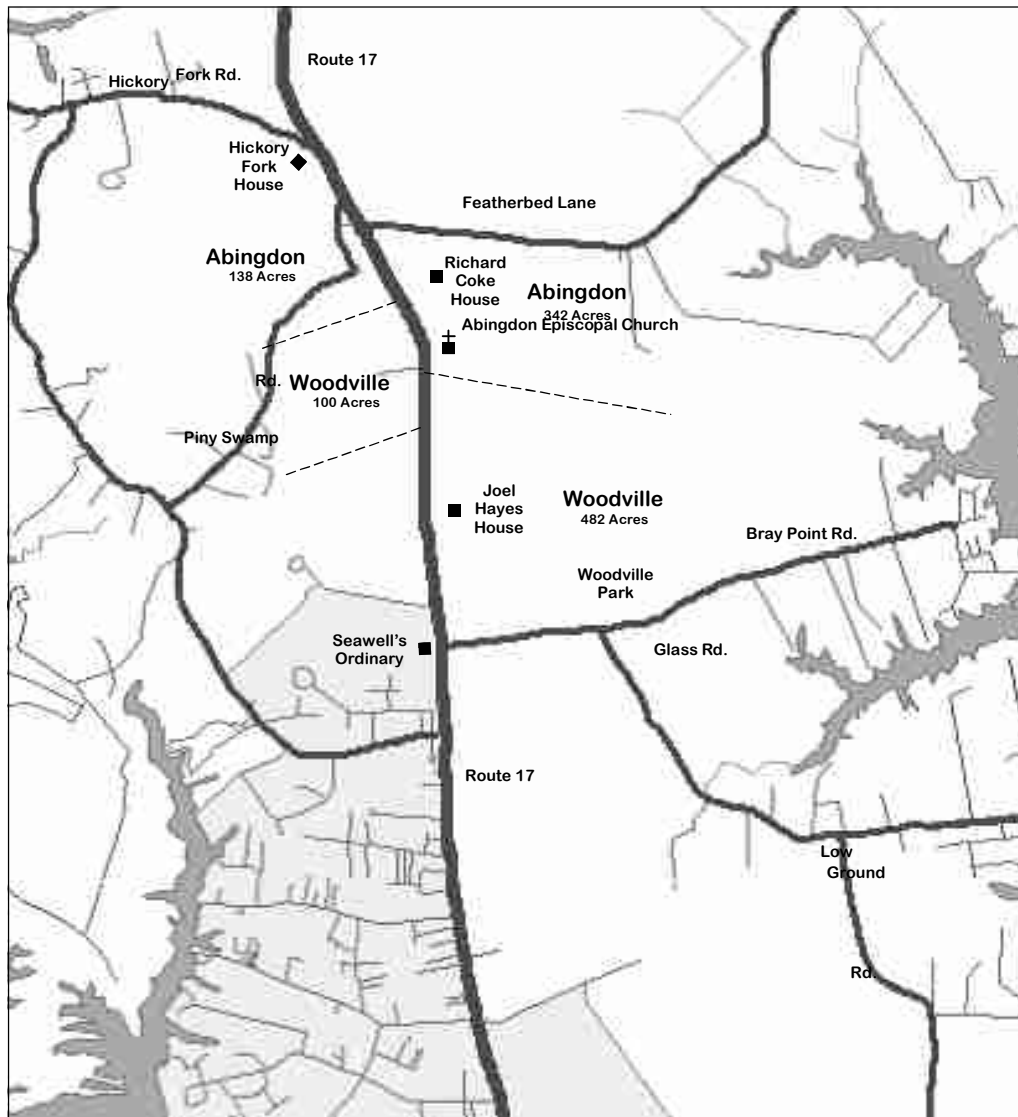 Route 17
Hickory Fork Rd.
Hickory
Fork
House
Featherbed Lane
Abingdon
138 Acres
Richard
Coke
House
Abingdon
342 Acres
Abingdon Episcopal Church
Rd.
Woodville
100 Acres
Piny Swamp
Joel
Hayes
House
Woodville
482 Acres
Bray Point Rd.
Woodville
Park
Seawell's
Ordinary
Glass Rd.
Route 17
Low
Ground
Rd.